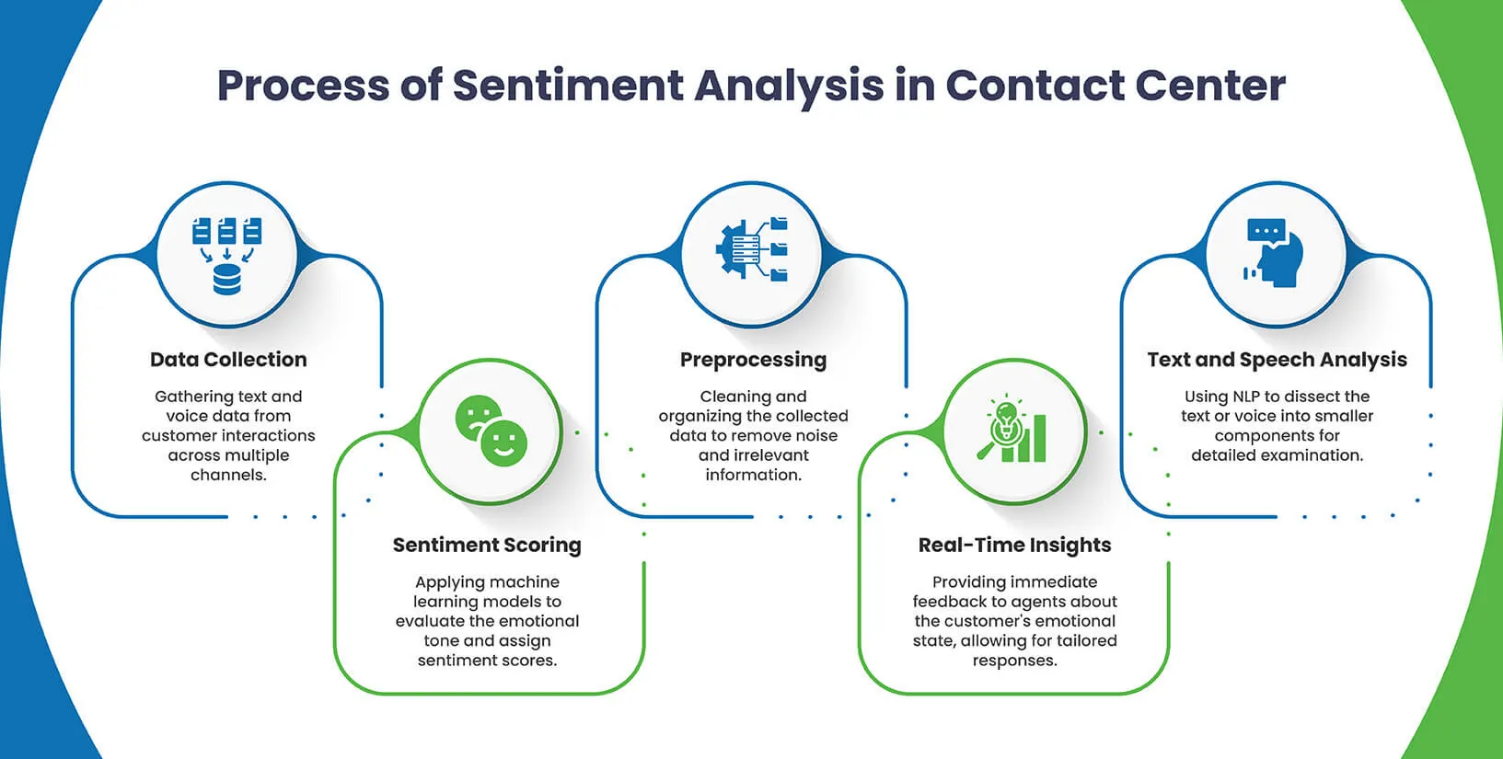 Process of Sentiment Analysis in Contact Center
Data Collection
Gathering text and
voice data from
customer interactions
across multiple
channels.
Sentiment Scoring
Applying machine
learning models to
evaluate the emotional
tone and assign
sentiment scores.
Preprocessing
Cleaning and
organizing the collected
data to remove noise
and irrelevant
information.
Real-Time Insights
Providing immediate
feedback to agents about
the customer's emotional
state, allowing for tailored
responses.
Text and Speech Analysis
Using NLP to dissect the
text or voice into smaller
components for
detailed examination.